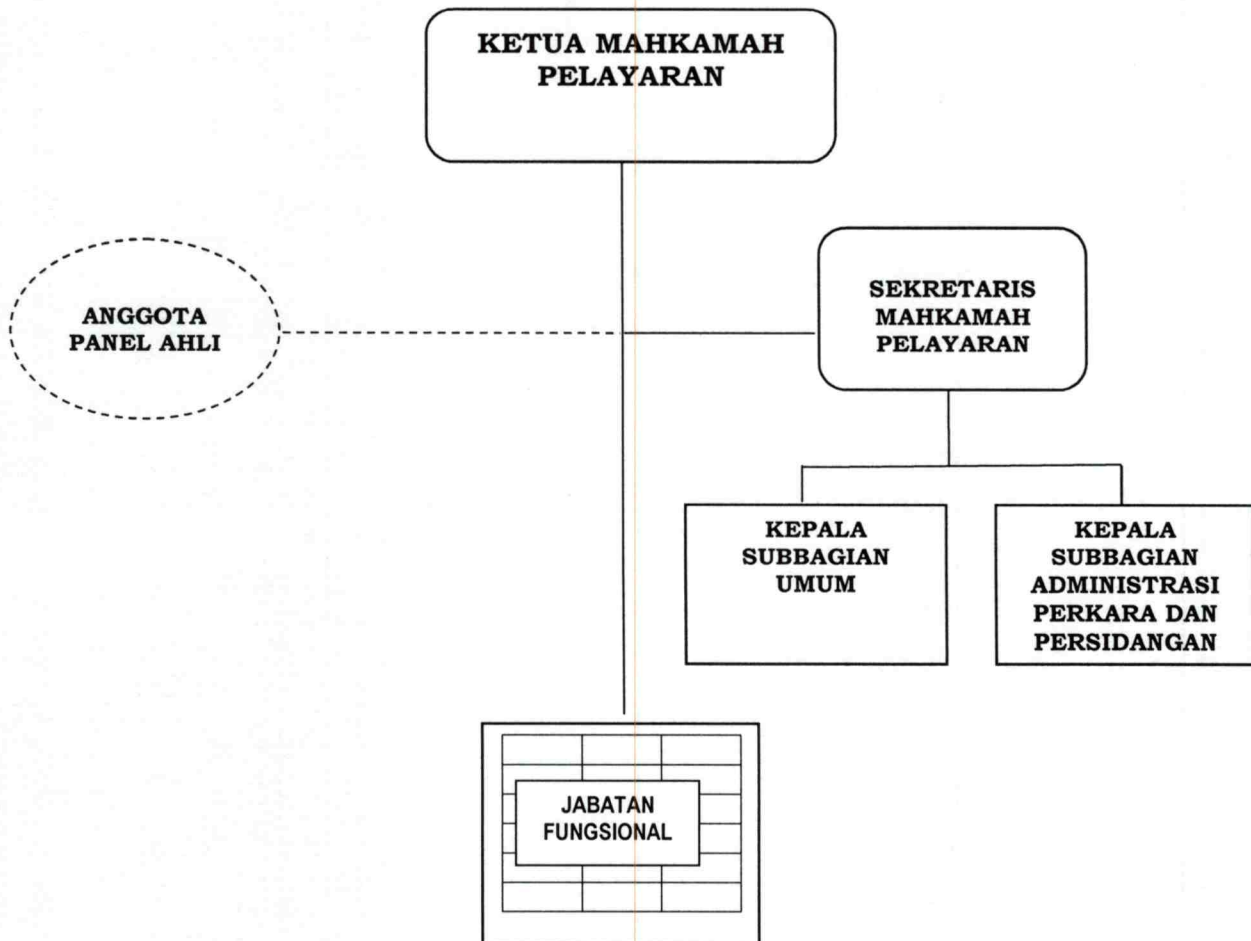 KETUA MAHKAMAH
PELAYARAN
ANGGOTA
PANEL AHLI
SEKRETARIS
MAHKAMAH
PELAYARAN
KEPALA
SUBBAGIAN
UMUM
KEPALA
SUBBAGIAN
ADMINISTRASI
PERKARA DAN
PERSIDANGAN
JABATAN
FUNGSIONAL